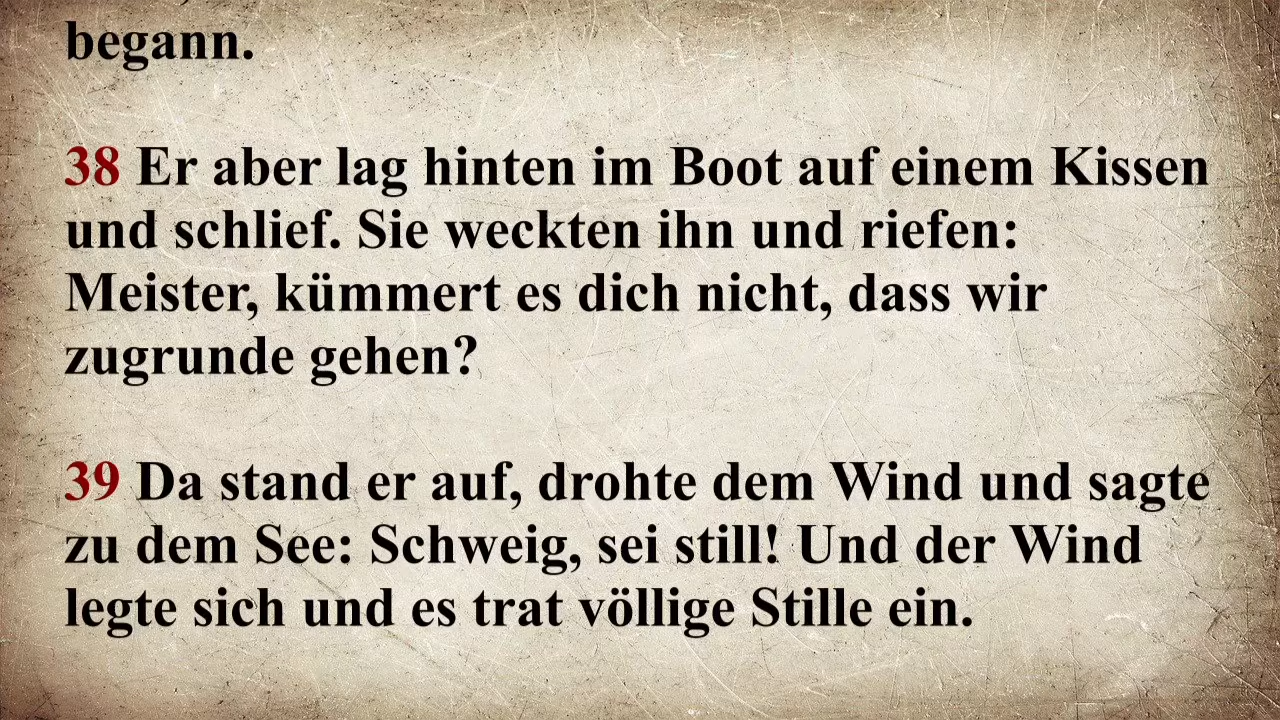 begann.
38 Er aber lag hinten im Boot auf einem Kissen
und schlief. Sie weckten ihn und riefen:
Meister, kümmert es dich nicht, dass wir
zugrunde gehen?
39 Da stand er auf, drohte dem Wind und sagte
zu dem See: Schweig, sei still! Und der Wind
legte sich und es trat völlige Stille ein.